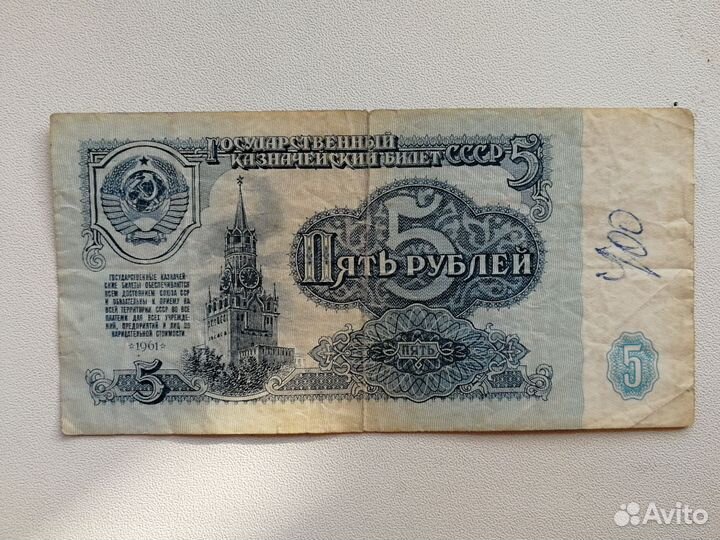 Государственный
казначейский билет СССР
5
5
Пять рублей
Государственные казначей-
ские билеты обеспечиваются
всем достоянием Союза ССР
и обязательны к приему на
всей территории СССР во все
платежи для всех учрежде-
ний, предприятий и лиц по
нарицательной стоимости.
1961
5
ПЯТЬ
400
5
Avito